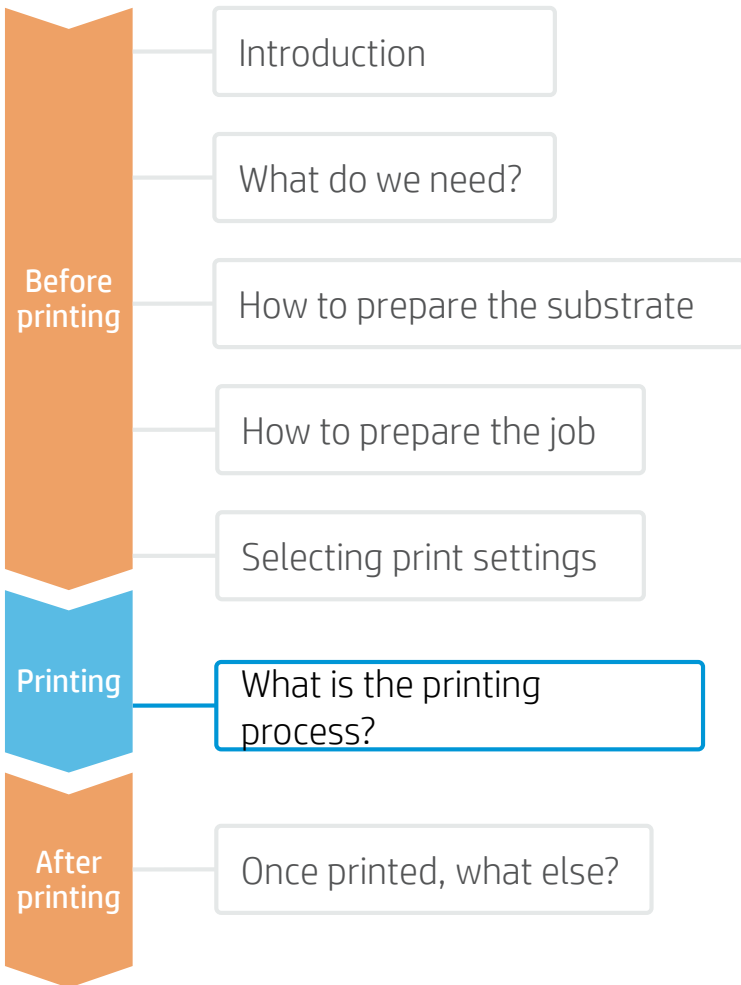 Introduction
What do we need?
Before
printing
How to prepare the substrate
How to prepare the job
Selecting print settings
Printing
What is the printing
process?
After
printing
Once printed, what else?